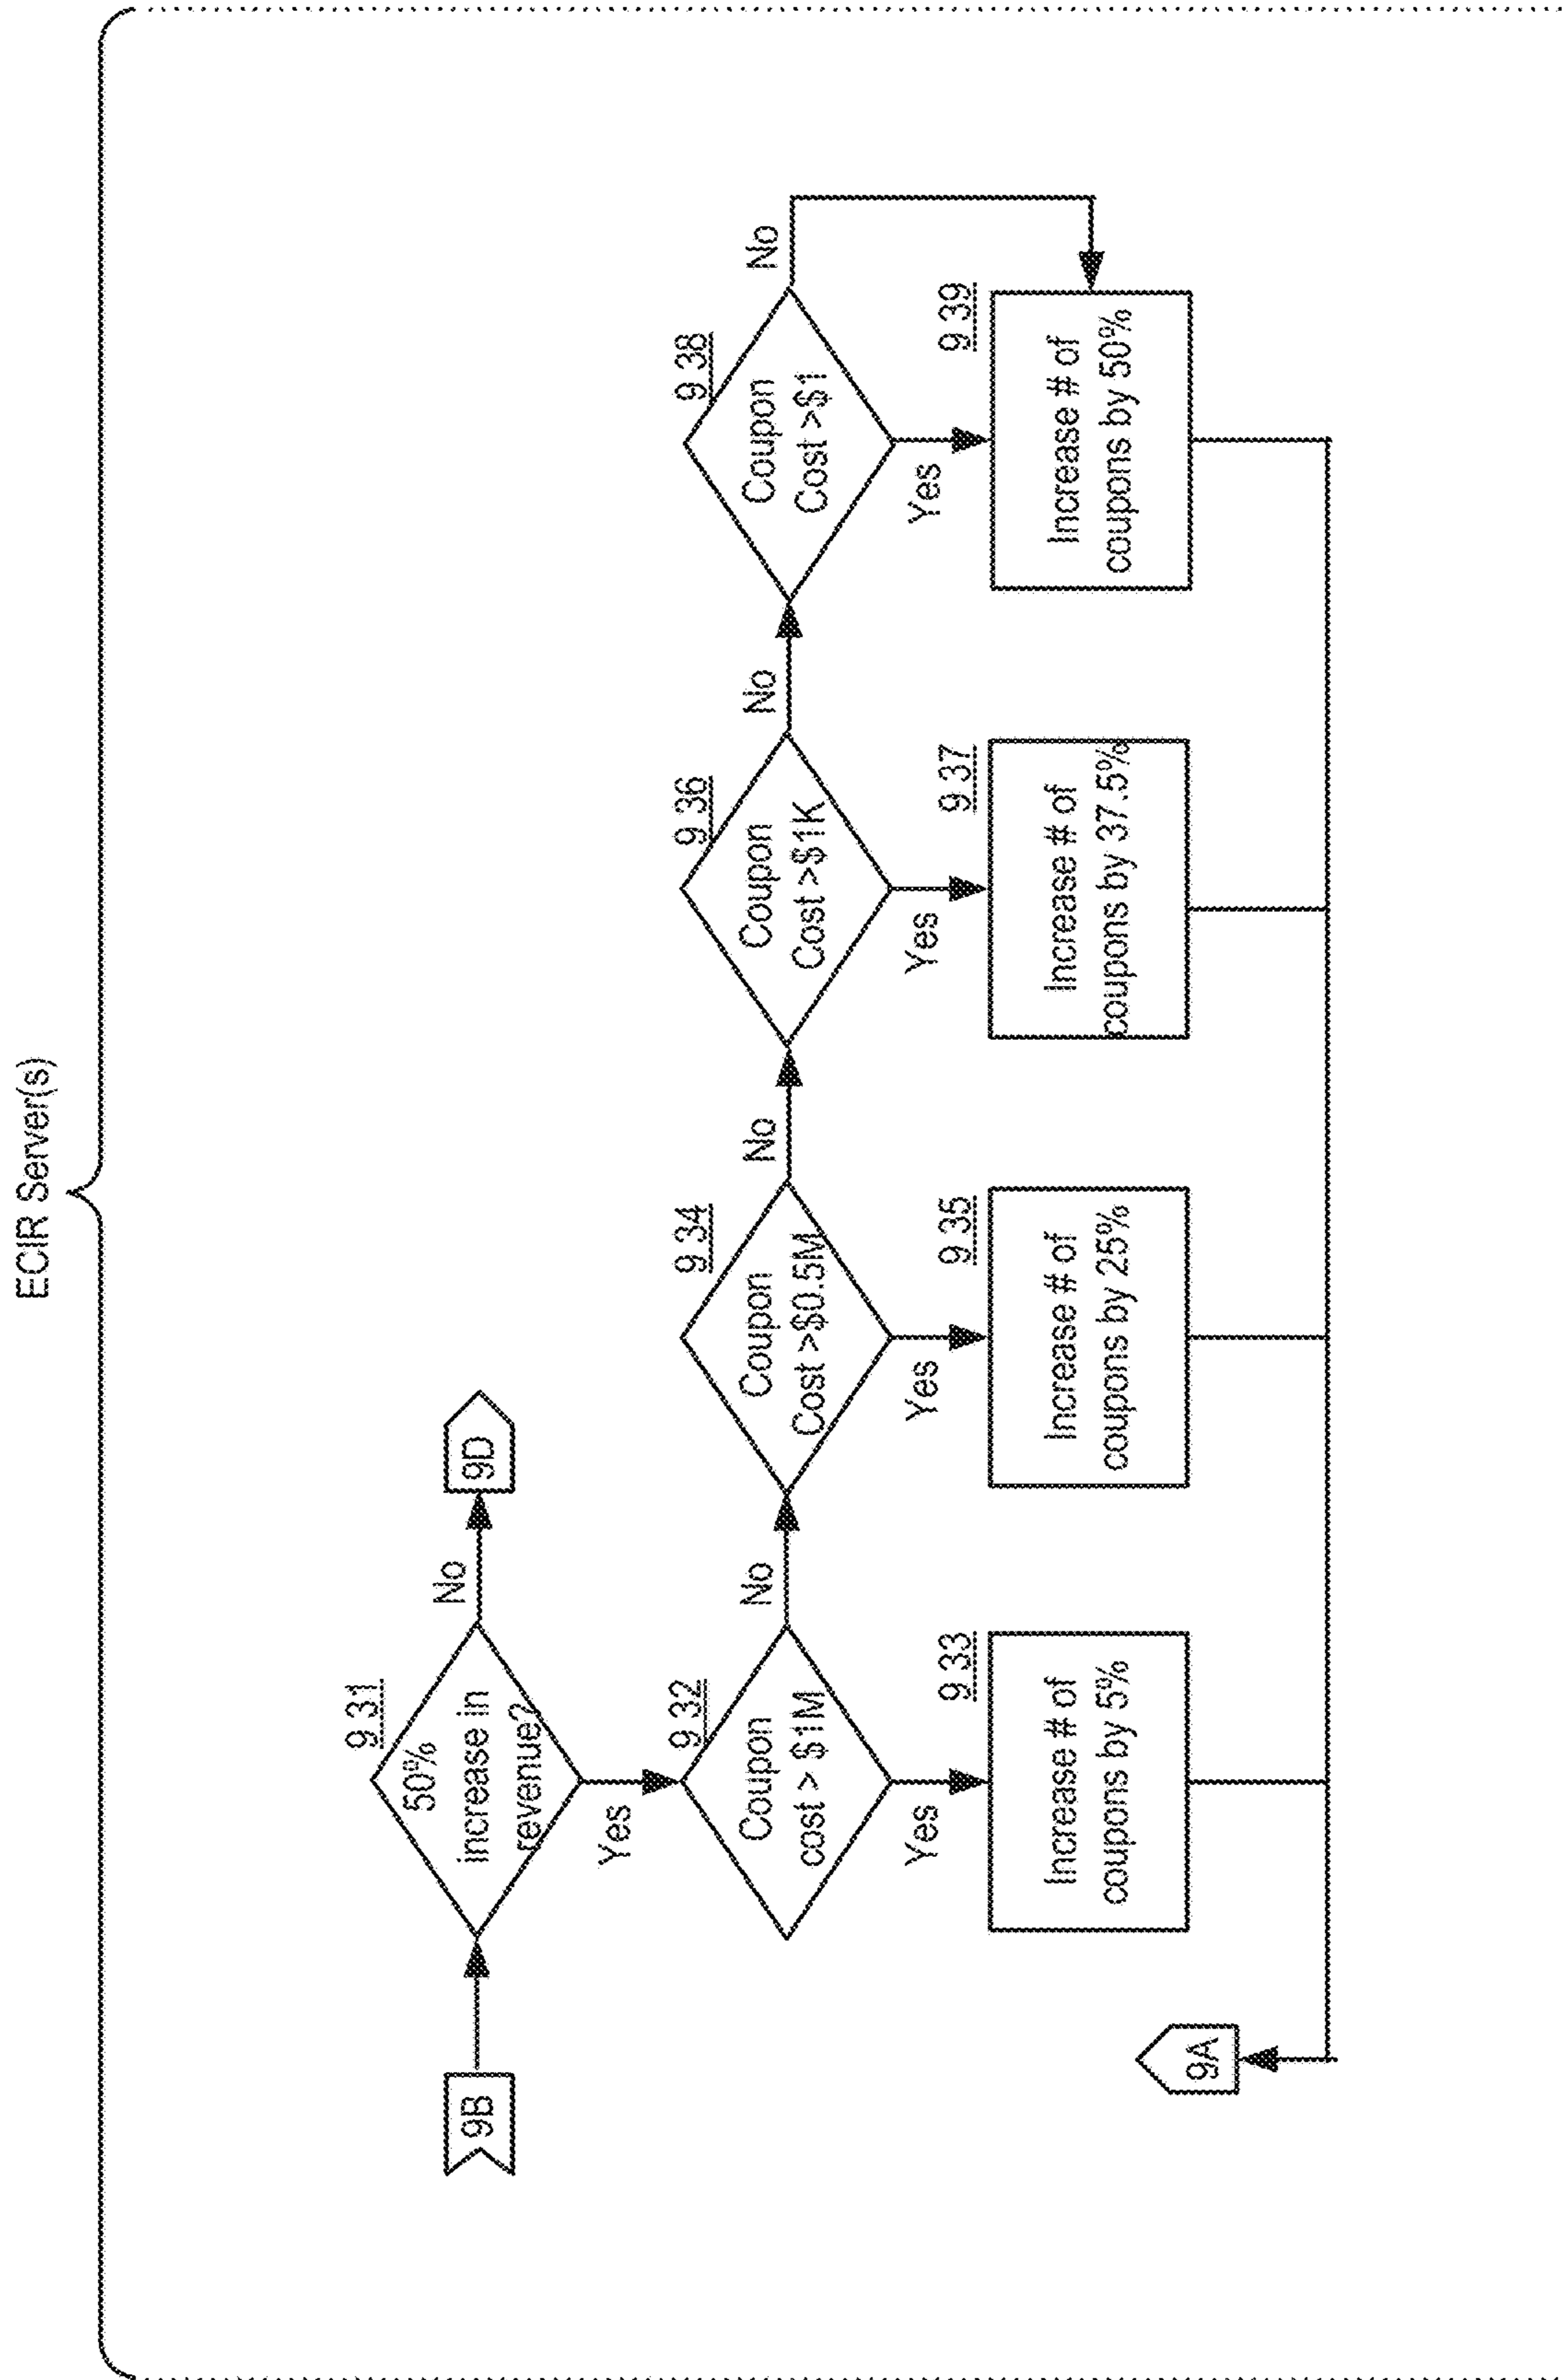 ECIR Server(s)
9B
9 31
50%
increase in
revenue?
No
9D
Yes
9 32
Coupon
cost > $1M
No
9 34
Coupon
Cost >$0.5M
No
9 36
Coupon
Cost >$1K
No
9 38
Coupon
Cost >$1
No
Yes
Yes
Yes
Yes
9 33
Increase # of
coupons by 5%
9 35
Increase # of
coupons by 25%
9 37
Increase # of
coupons by 37.5%
9 39
Increase # of
coupons by 50%
9A